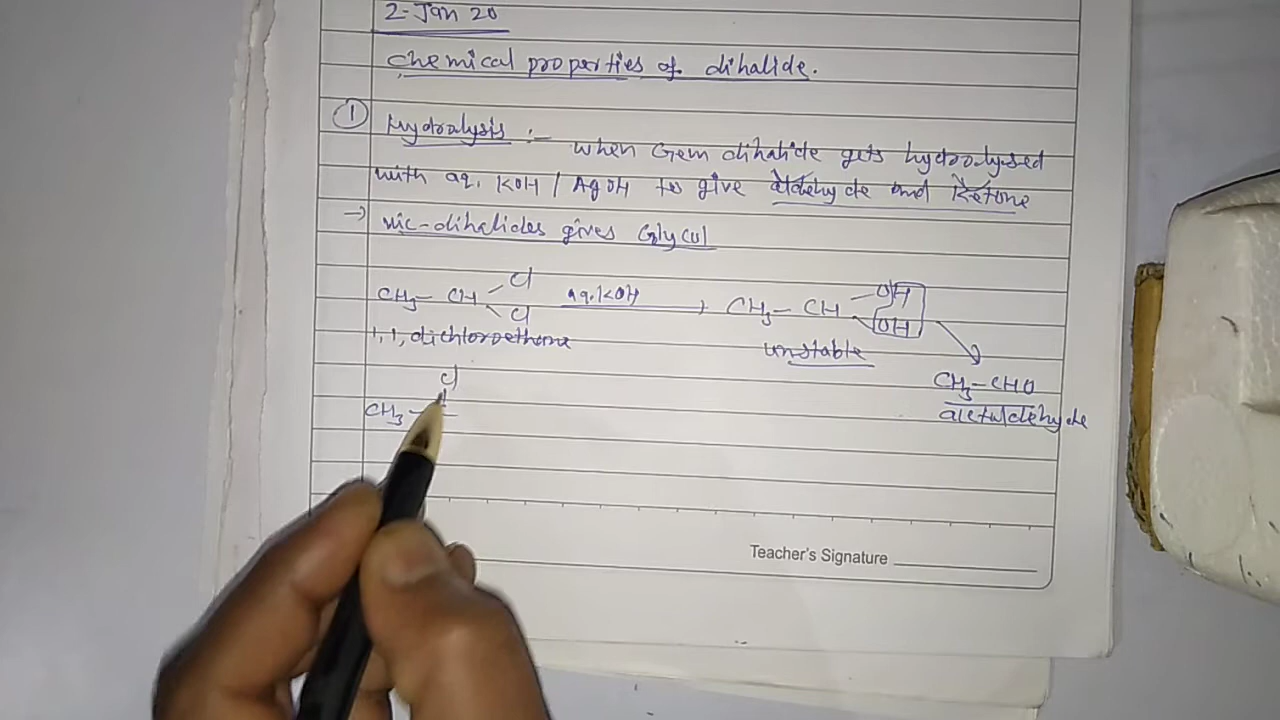 2-Jan 20
chemical properties of dihalide.
1 Hydrolysis :- when Gem dihalide gets hydrolysed
with aq. KOH / AgOH to give aldehyde and Ketone
→ vic-dihalides gives Glycol
CH3 - CH Cl Cl aq. KOH → CH3 - CH OH OH
1,1, dichloroethane unstable
CH3-CHO
acetaldehyde
Cl
CH3 -
Teacher's Signature